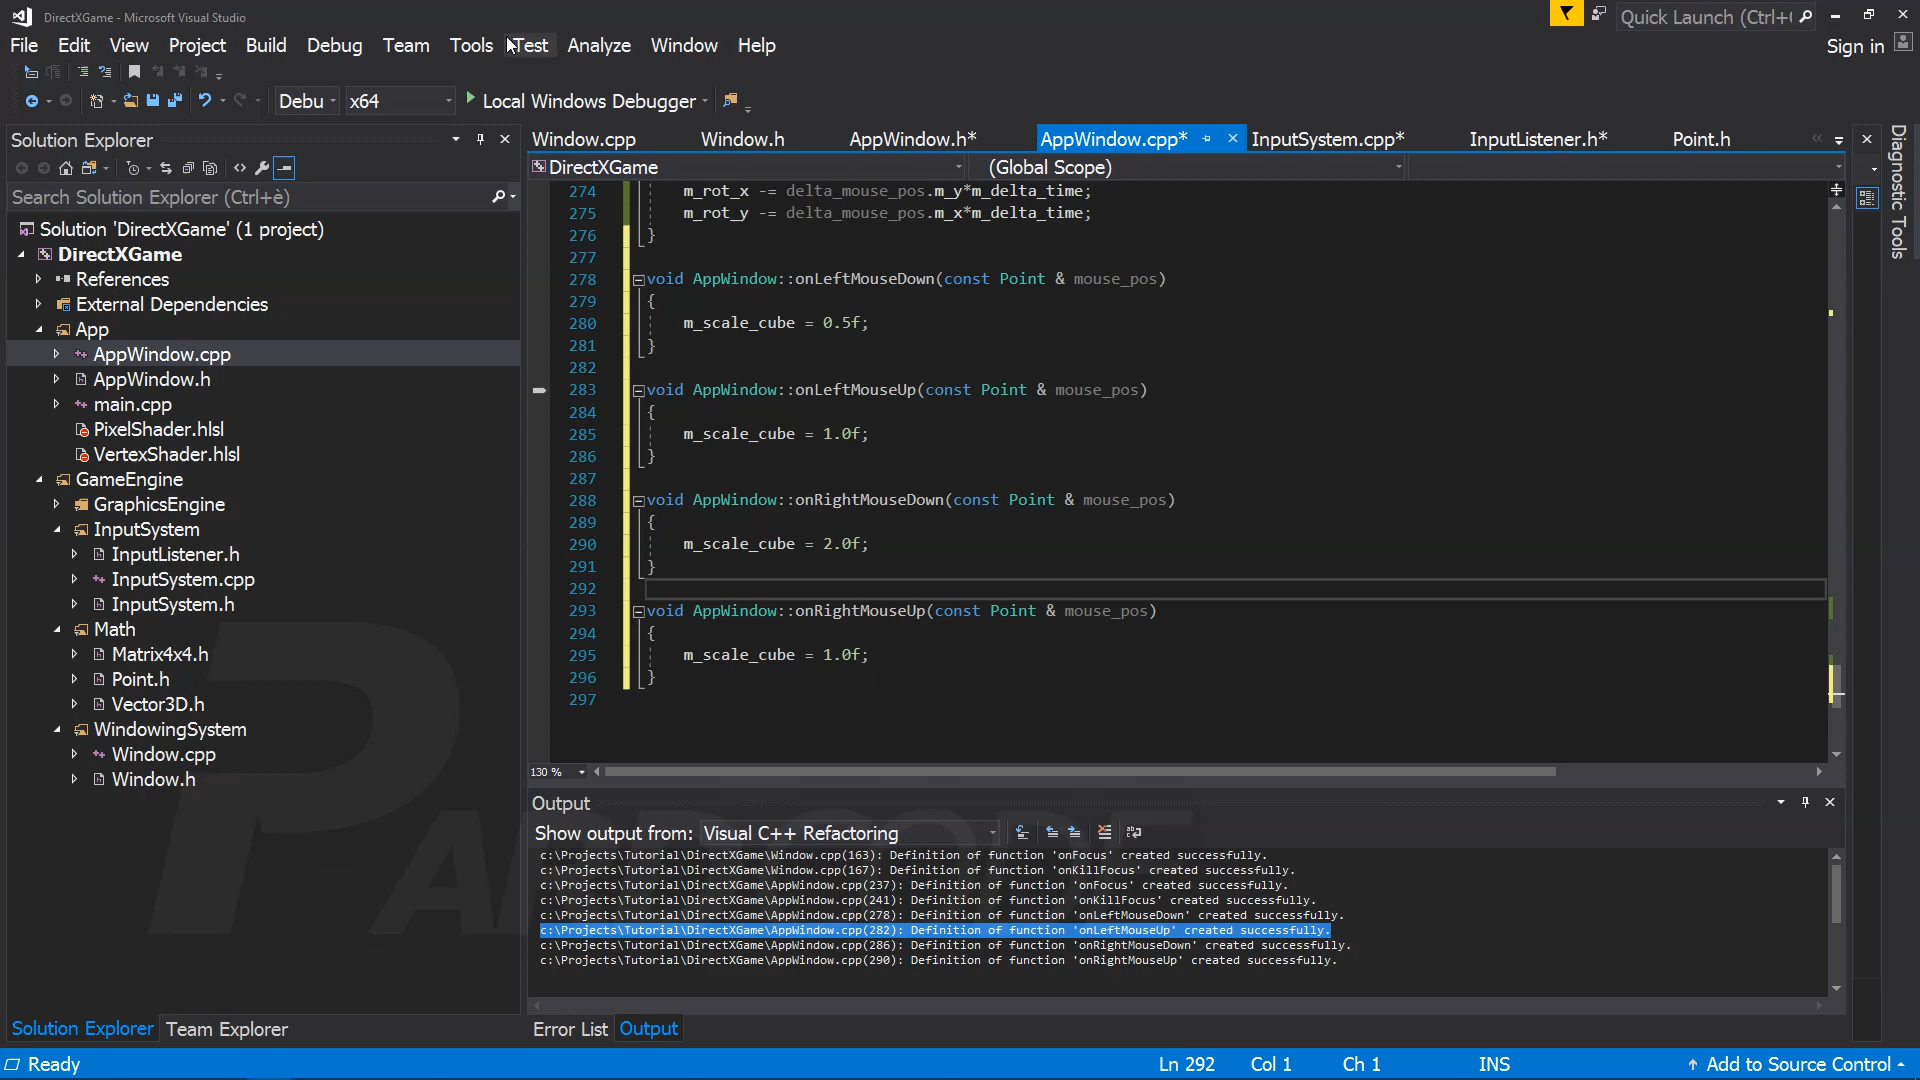 DirectXGame - Microsoft Visual Studio
Quick Launch (Ctrl+
File Edit View Project Build Debug Team Tools Test Analyze Window Help
Sign in
Debu x64 Local Windows Debugger
Solution Explorer
Search Solution Explorer (Ctrl+è)
Solution 'DirectXGame' (1 project)
DirectXGame
References
External Dependencies
App
AppWindow.cpp
AppWindow.h
main.cpp
PixelShader.hlsl
VertexShader.hlsl
GameEngine
GraphicsEngine
InputSystem
InputListener.h
InputSystem.cpp
InputSystem.h
Math
Matrix4x4.h
Point.h
Vector3D.h
WindowingSystem
Window.cpp
Window.h
Solution Explorer Team Explorer
Window.cpp Window.h AppWindow.h* AppWindow.cpp* InputSystem.cpp* InputListener.h* Point.h
DirectXGame (Global Scope)
274 m_rot_x -= delta_mouse_pos.m_y*m_delta_time;
275 m_rot_y -= delta_mouse_pos.m_x*m_delta_time;
276 }
277
278 void AppWindow::onLeftMouseDown(const Point & mouse_pos)
279 {
280 m_scale_cube = 0.5f;
281 }
282
283 void AppWindow::onLeftMouseUp(const Point & mouse_pos)
284 {
285 m_scale_cube = 1.0f;
286 }
287
288 void AppWindow::onRightMouseDown(const Point & mouse_pos)
289 {
290 m_scale_cube = 2.0f;
291 }
292
293 void AppWindow::onRightMouseUp(const Point & mouse_pos)
294 {
295 m_scale_cube = 1.0f;
296 }
297
130 %
Output
Show output from: Visual C++ Refactoring
c:\Projects\Tutorial\DirectXGame\Window.cpp(163): Definition of function 'onFocus' created successfully.
c:\Projects\Tutorial\DirectXGame\Window.cpp(167): Definition of function 'onKillFocus' created successfully.
c:\Projects\Tutorial\DirectXGame\AppWindow.cpp(237): Definition of function 'onFocus' created successfully.
c:\Projects\Tutorial\DirectXGame\AppWindow.cpp(241): Definition of function 'onKillFocus' created successfully.
c:\Projects\Tutorial\DirectXGame\AppWindow.cpp(278): Definition of function 'onLeftMouseDown' created successfully.
c:\Projects\Tutorial\DirectXGame\AppWindow.cpp(282): Definition of function 'onLeftMouseUp' created successfully.
c:\Projects\Tutorial\DirectXGame\AppWindow.cpp(286): Definition of function 'onRightMouseDown' created successfully.
c:\Projects\Tutorial\DirectXGame\AppWindow.cpp(290): Definition of function 'onRightMouseUp' created successfully.
Error List Output
Diagnostic Tools
Ready Ln 292 Col 1 Ch 1 INS Add to Source Control